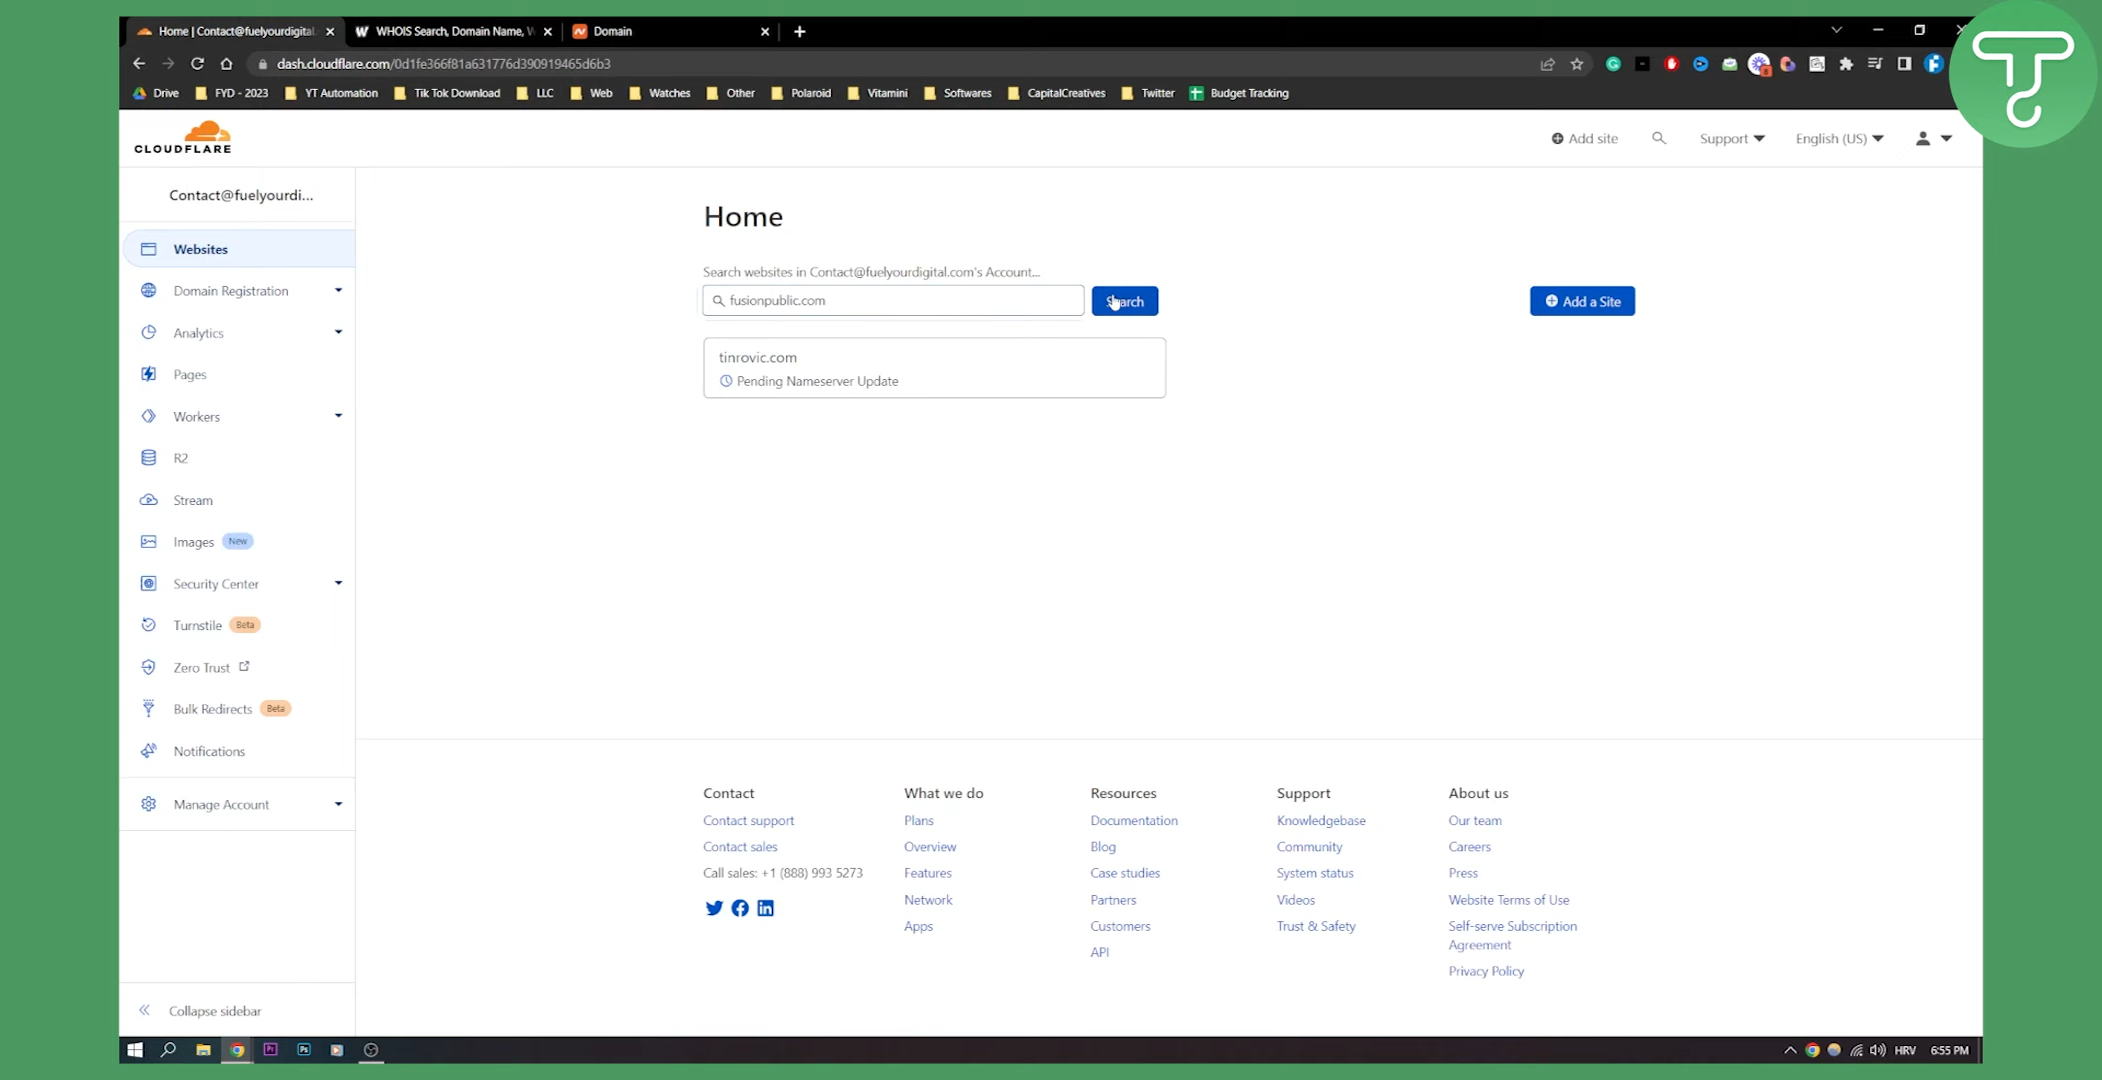 Home | Contact@fuelyourdigital.
WHOIS Search, Domain Name, W
Domain
dash.cloudflare.com/0d1fe366f81a631776d390919465d6b3
Drive
FYD - 2023
YT Automation
Tik Tok Download
LLC
Web
Watches
Other
Polaroid
Vitamini
Softwares
CapitalCreatives
Twitter
Budget Tracking
CLOUDFLARE
Add site
Support
English (US)
Contact@fuelyourdi...
Websites
Domain Registration
Analytics
Pages
Workers
R2
Stream
Images New
Security Center
Turnstile Beta
Zero Trust
Bulk Redirects Beta
Notifications
Manage Account
Collapse sidebar
Home
Search websites in Contact@fuelyourdigital.com's Account...
fusionpublic.com
Search
Add a Site
tinrovic.com
Pending Nameserver Update
Contact
Contact support
Contact sales
Call sales: +1 (888) 993 5273
What we do
Plans
Overview
Features
Network
Apps
Resources
Documentation
Blog
Case studies
Partners
Customers
API
Support
Knowledgebase
Community
System status
Videos
Trust & Safety
About us
Our team
Careers
Press
Website Terms of Use
Self-serve Subscription
Agreement
Privacy Policy
HRV
6:55 PM